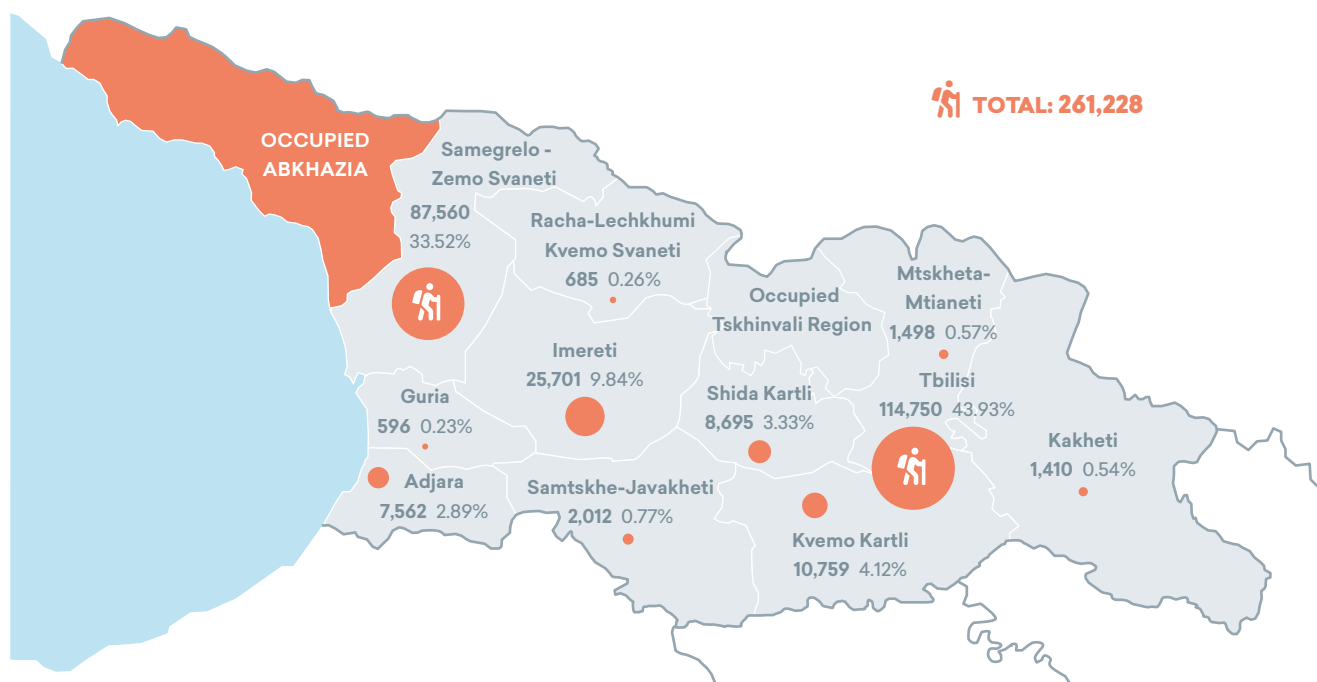 TOTAL: 261,228
OCCUPIED
ABKHAZIA
Samegrelo -
Zemo Svaneti
87,560
33.52%
Racha-Lechkhumi
Kvemo Svaneti
685 0.26%
Occupied
Tskhinvali Region
Mtskheta-
Mtianeti
1,498 0.57%
Imereti
25,701 9.84%
Tbilisi
114,750 43.93%
Guria
596 0.23%
Shida Kartli
8,695 3.33%
Kakheti
1,410 0.54%
Adjara
7,562 2.89%
Samtskhe-Javakheti
2,012 0.77%
Kvemo Kartli
10,759 4.12%